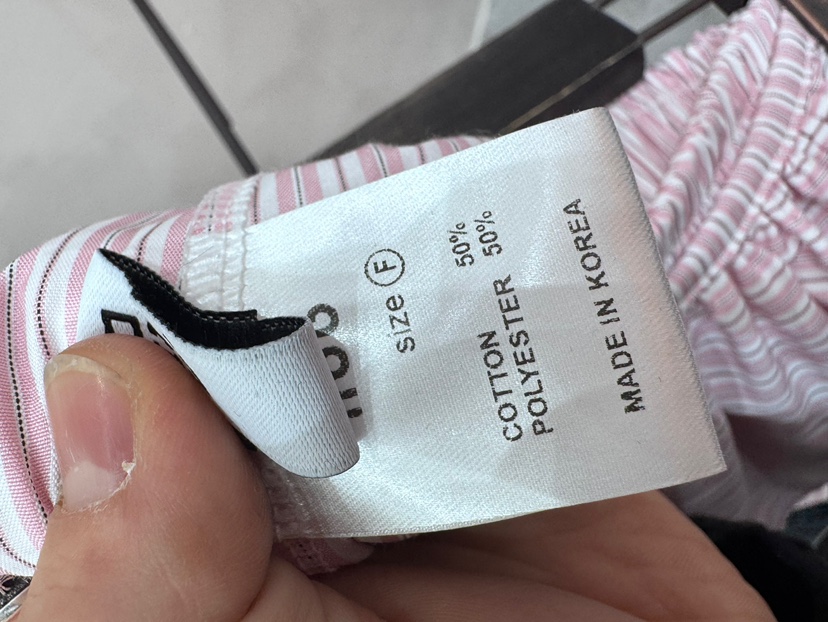 size Ⓕ
COTTON 50%
POLYESTER 50%
MADE IN KOREA